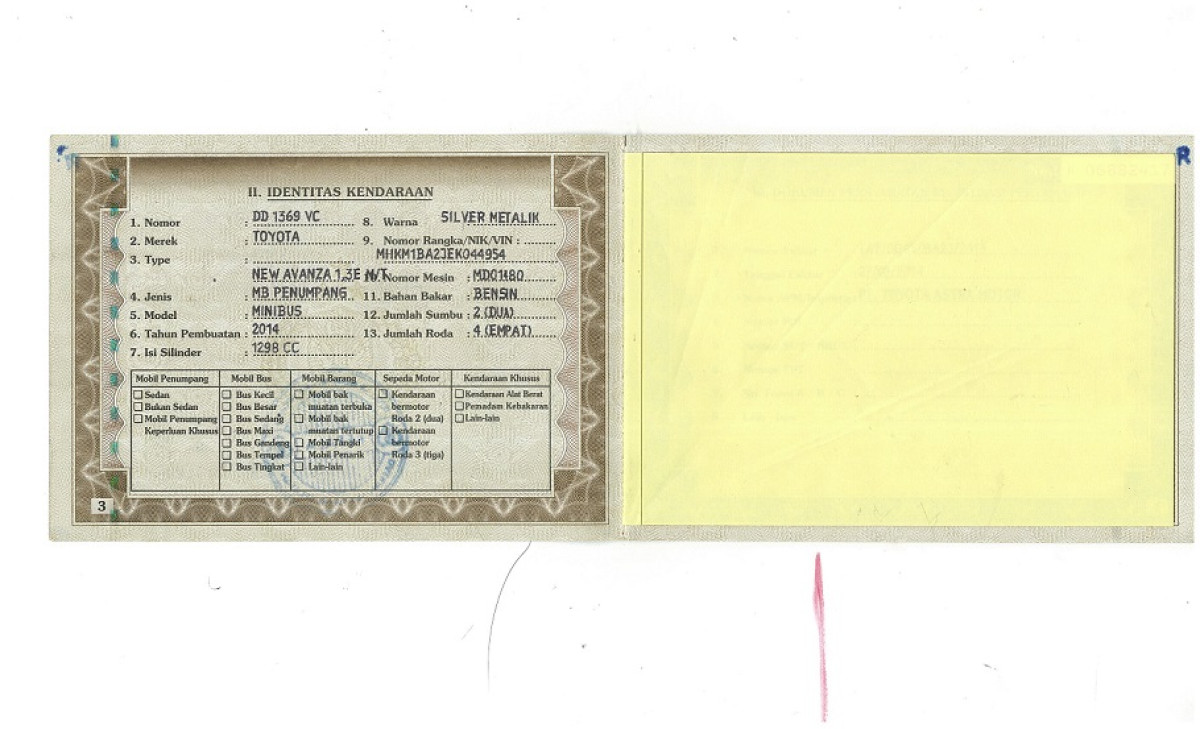 II. IDENTITAS KENDARAAN
1. Nomor : DD 1369 VC 8. Warna SILVER METALIK
2. Merek : TOYOTA 9. Nomor Rangka/NIK/VIN :
3. Type : MHKM1BA2JEK044954
NEW AVANZA 1.3E M/T 10. Nomor Mesin : MD01480
4. Jenis : MB PENUMPANG 11. Bahan Bakar : BENSIN
5. Model : MINIBUS 12. Jumlah Sumbu : 2 (DUA)
6. Tahun Pembuatan : 2014 13. Jumlah Roda : 4 (EMPAT)
7. Isi Silinder : 1298 CC
Mobil Penumpang Mobil Bus Mobil Barang Sepeda Motor Kendaraan Khusus
Sedan Bus Kecil Mobil bak Kendaraan Kendaraan Alat Berat
Bukan Sedan Bus Besar muatan terbuka bermotor Pemadam Kebakaran
Mobil Penumpang Bus Sedang Mobil bak Roda 2 (dua) Lain-lain
Keperluan Khusus Bus Maxi muatan tertutup Kendaraan
Bus Gandeng Mobil Tangki bermotor
Bus Tempel Mobil Penarik Roda 3 (tiga)
Bus Tingkat Lain-lain
3
R